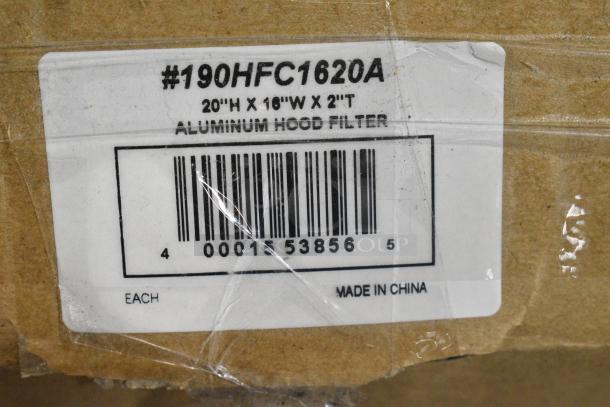 #190HFC1620A
20"H X 16"W X 2"T
ALUMINUM HOOD FILTER
4 00015 53856 5
EACH MADE IN CHINA